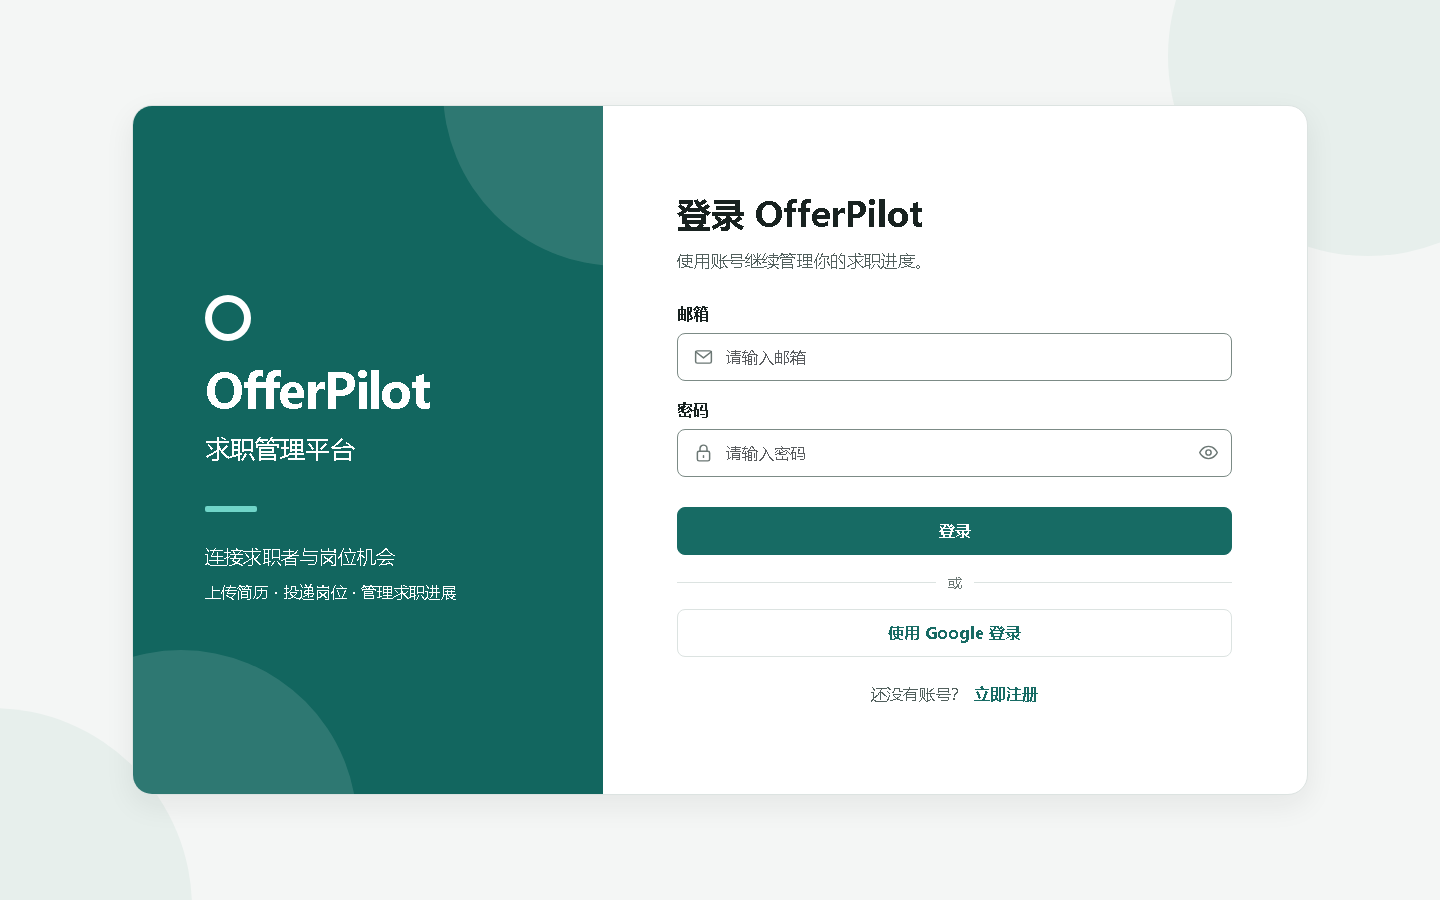 OfferPilot
求职管理平台
连接求职者与岗位机会
上传简历 · 投递岗位 · 管理求职进展
登录 OfferPilot
使用账号继续管理你的求职进度。
邮箱
请输入邮箱
密码
请输入密码
登录
或
使用 Google 登录
还没有账号? 立即注册